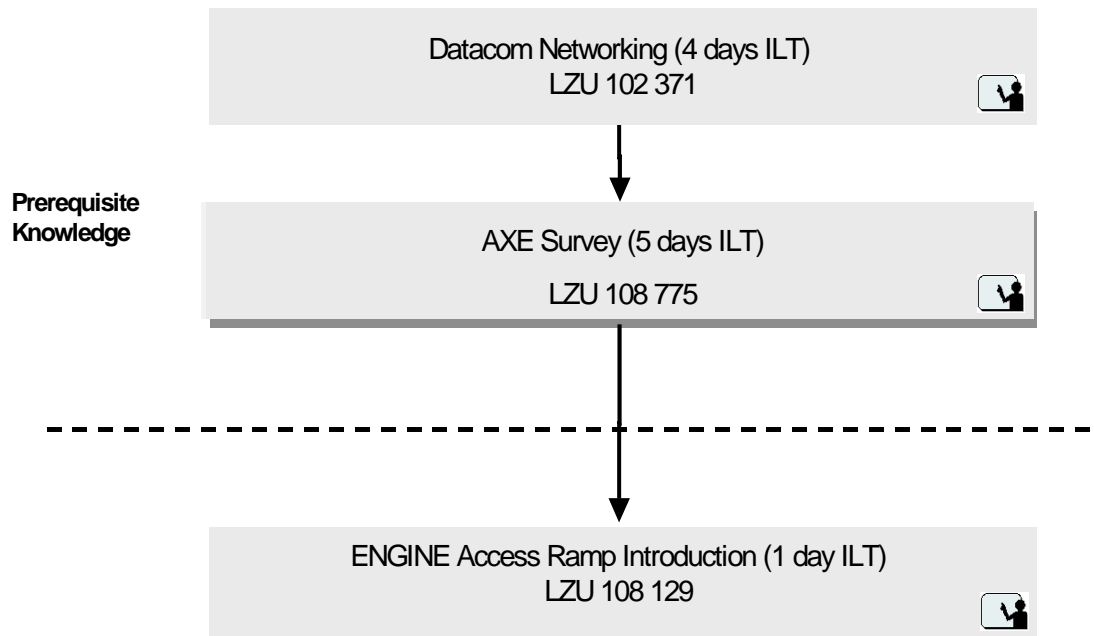 Datacom Networking (4 days ILT)
LZU 102 371
Prerequisite
Knowledge
AXE Survey (5 days ILT)
LZU 108 775
ENGINE Access Ramp Introduction (1 day ILT)
LZU 108 129